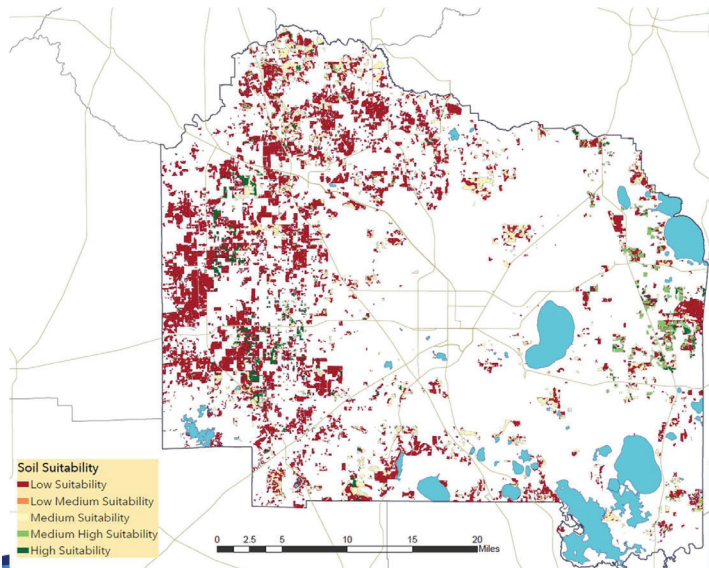 Soil Suitability
Low Suitability
Low Medium Suitability
Medium Suitability
Medium High Suitability
High Suitability
0 2.5 5 10 15 20
Miles